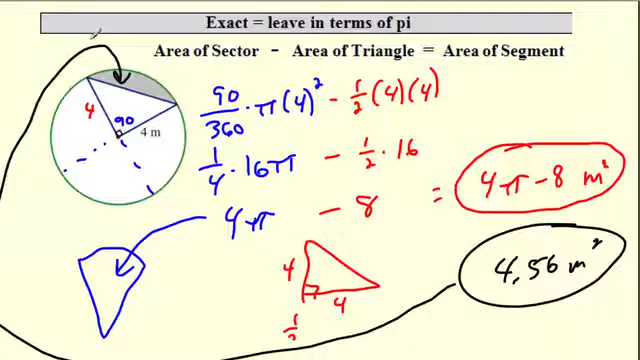 Exact = leave in terms of pi
Area of Sector - Area of Triangle = Area of Segment
4
90
4 m
90/360 · π(4)² - 1/2(4)(4)
1/4 · 16π - 1/2 · 16
4π - 8 = 4π - 8 m²
4
4
1/2
4,56 m²